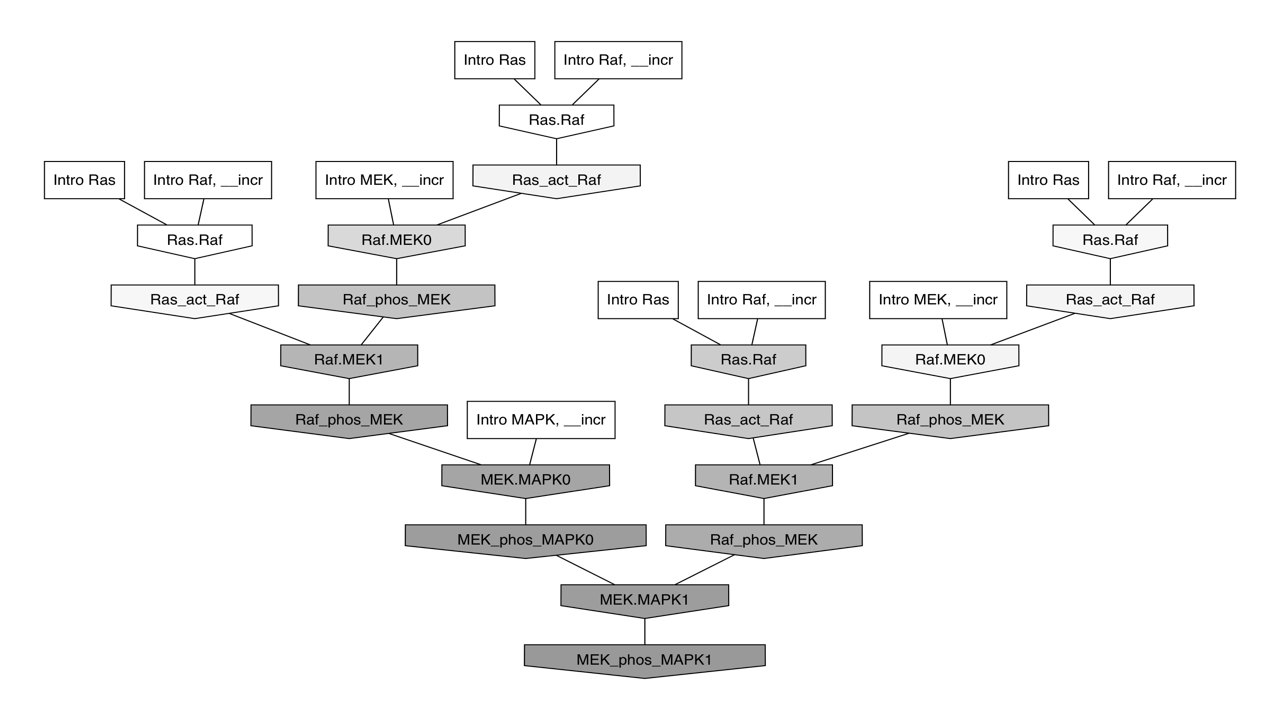 Intro Ras
Intro Raf, __incr
Ras.Raf
Intro Ras
Intro Raf, __incr
Intro MEK, __incr
Ras_act_Raf
Intro Ras
Intro Raf, __incr
Ras.Raf
Raf.MEK0
Ras.Raf
Ras_act_Raf
Raf_phos_MEK
Intro Ras
Intro Raf, __incr
Intro MEK, __incr
Ras_act_Raf
Raf.MEK1
Ras.Raf
Raf.MEK0
Raf_phos_MEK
Intro MAPK, __incr
Ras_act_Raf
Raf_phos_MEK
MEK.MAPK0
Raf.MEK1
MEK_phos_MAPK0
Raf_phos_MEK
MEK.MAPK1
MEK_phos_MAPK1